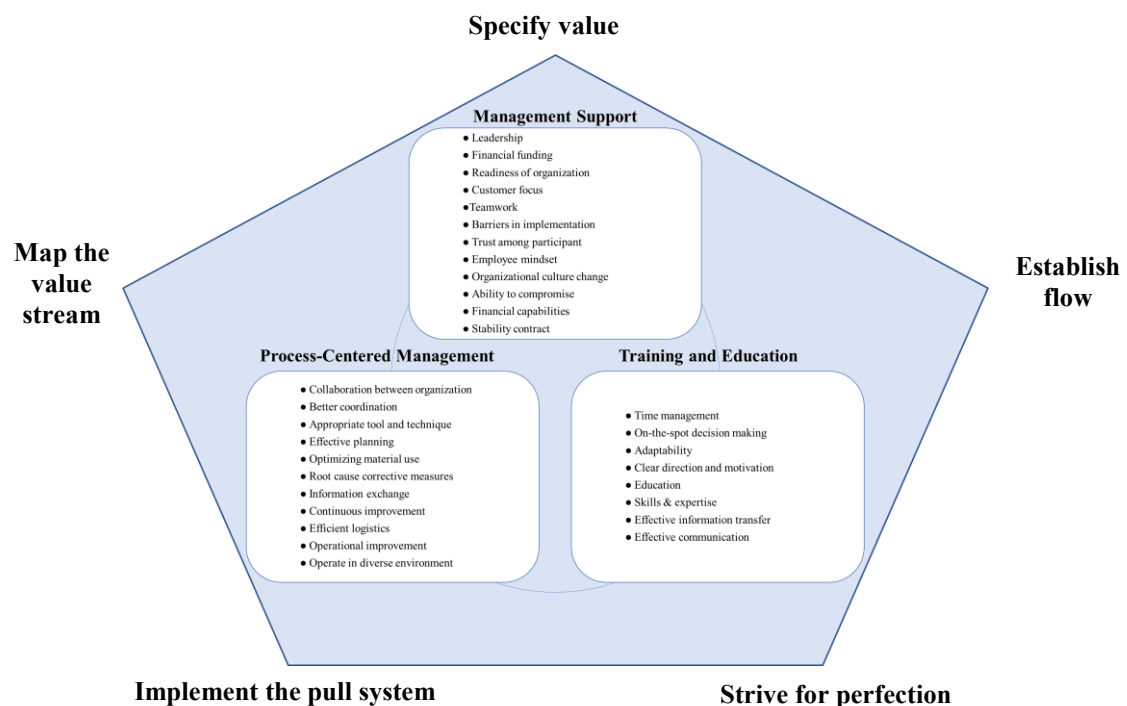 Specify value
Management Support
● Leadership
● Financial funding
● Readiness of organization
● Customer focus
●Teamwork
● Barriers in implementation
● Trust among participant
● Employee mindset
● Organizational culture change
● Ability to compromise
● Financial capabilities
● Stability contract
Map the
value
stream
Establish
flow
Process-Centered Management
● Collaboration between organization
● Better coordination
● Appropriate tool and technique
● Effective planning
● Optimizing material use
● Root cause corrective measures
● Information exchange
● Continuous improvement
● Efficient logistics
● Operational improvement
● Operate in diverse environment
Training and Education
● Time management
● On-the-spot decision making
● Adaptability
● Clear direction and motivation
● Education
● Skills & expertise
● Effective information transfer
● Effective communication
Implement the pull system
Strive for perfection